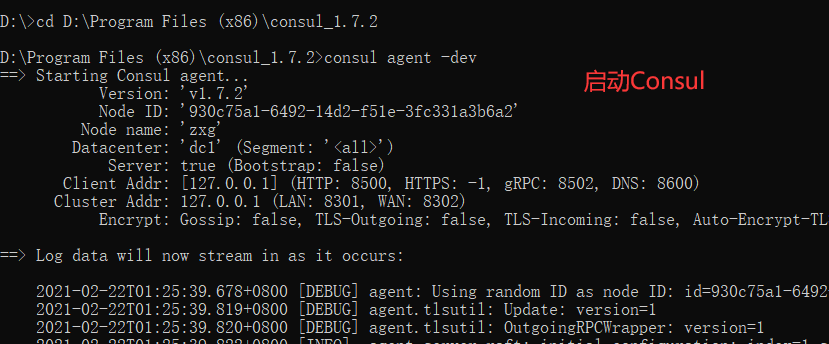 D:\>cd D:\Program Files (x86)\consul_1.7.2
D:\Program Files (x86)\consul_1.7.2>consul agent -dev
==> Starting Consul agent...
启动Consul
Version: 'v1.7.2'
Node ID: '930c75a1-6492-14d2-f51e-3fc331a3b6a2'
Node name: 'zxg'
Datacenter: 'dc1' (Segment: '<all>')
Server: true (Bootstrap: false)
Client Addr: [127.0.0.1] (HTTP: 8500, HTTPS: -1, gRPC: 8502, DNS: 8600)
Cluster Addr: 127.0.0.1 (LAN: 8301, WAN: 8302)
Encrypt: Gossip: false, TLS-Outgoing: false, TLS-Incoming: false, Auto-Encrypt-TL
==> Log data will now stream in as it occurs:
2021-02-22T01:25:39.678+0800 [DEBUG] agent: Using random ID as node ID: id=930c75a1-6492
2021-02-22T01:25:39.819+0800 [DEBUG] agent.tlsutil: Update: version=1
2021-02-22T01:25:39.820+0800 [DEBUG] agent.tlsutil: OutgoingRPCWrapper: version=1